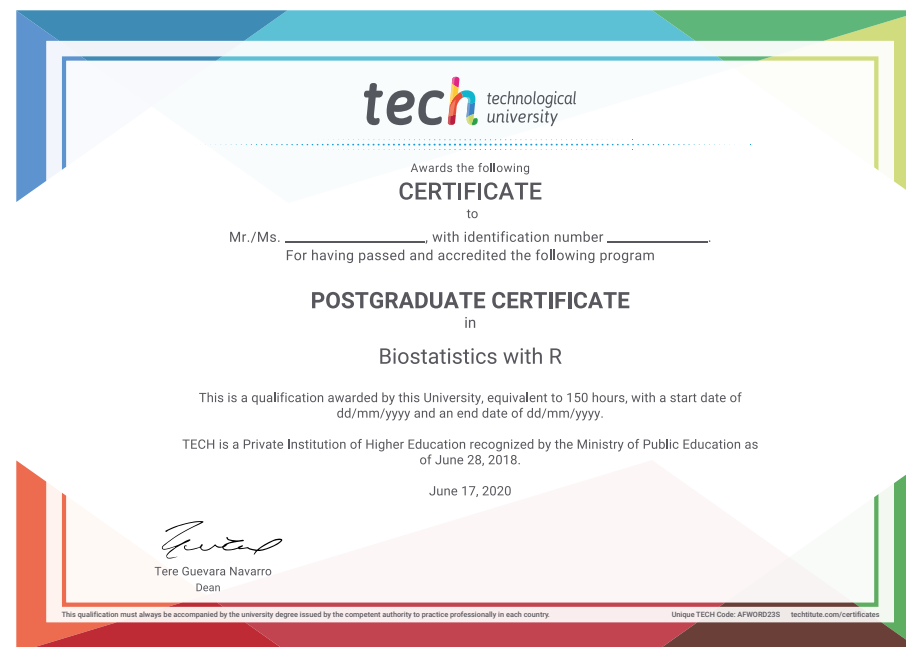 tech technological
university
Awards the following
CERTIFICATE
to
Mr./Ms. ____________________, with identification number ______________.
For having passed and accredited the following program
POSTGRADUATE CERTIFICATE
in
Biostatistics with R
This is a qualification awarded by this University, equivalent to 150 hours, with a start date of
dd/mm/yyyy and an end date of dd/mm/yyyy.
TECH is a Private Institution of Higher Education recognized by the Ministry of Public Education as
of June 28, 2018.
June 17, 2020
Tere Guevara Navarro
Dean
This qualification must always be accompanied by the university degree issued by the competent authority to practice professionally in each country. Unique TECH Code: AFWORD23S techtitute.com/certificates